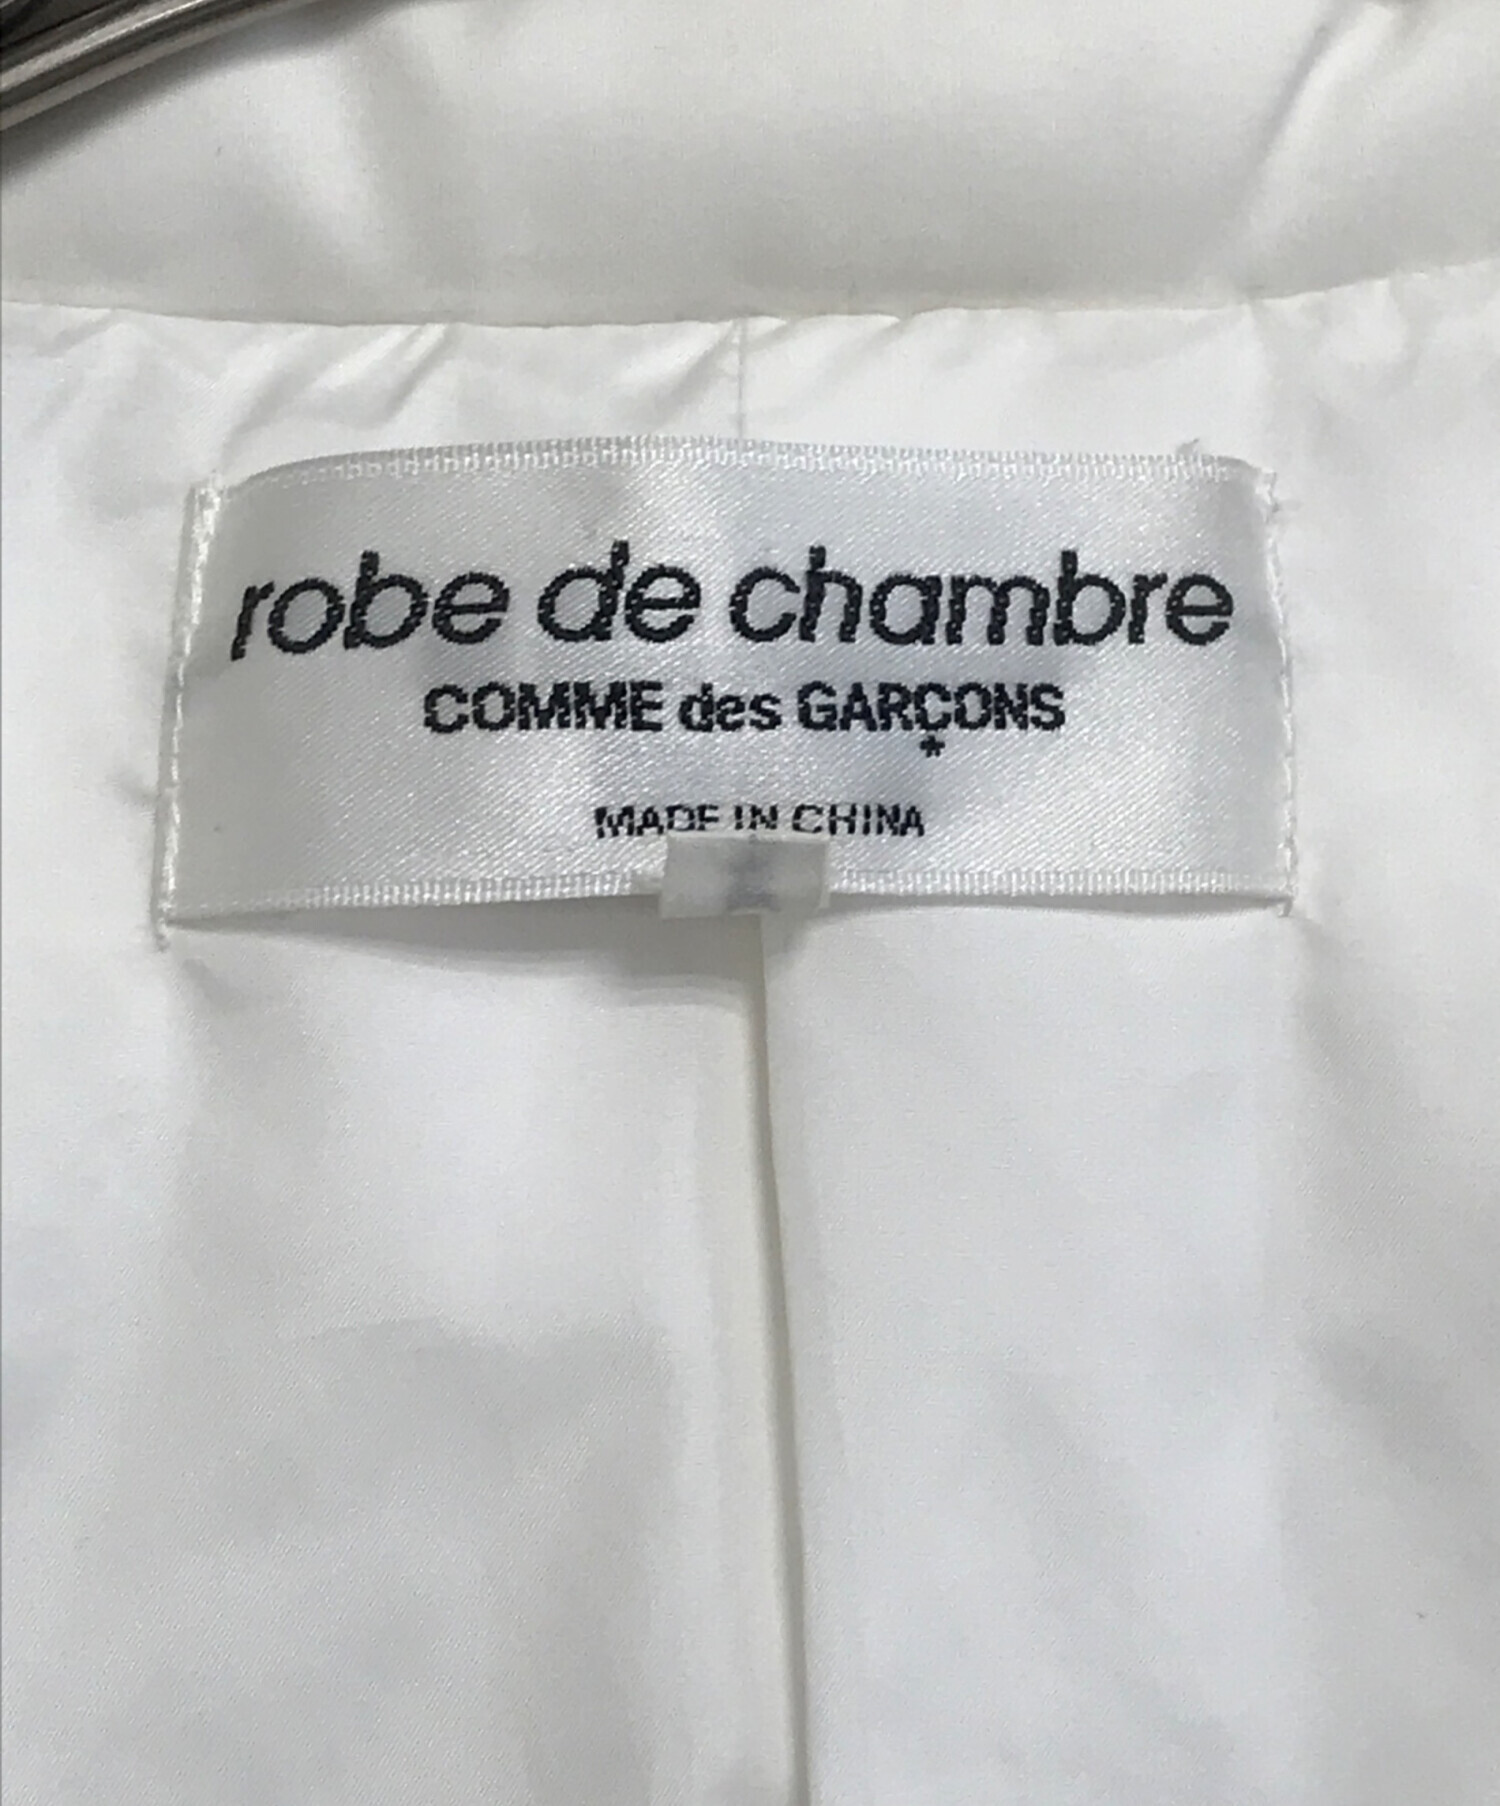 robe de chambre
COMME des GARÇONS
*
MADE IN CHINA